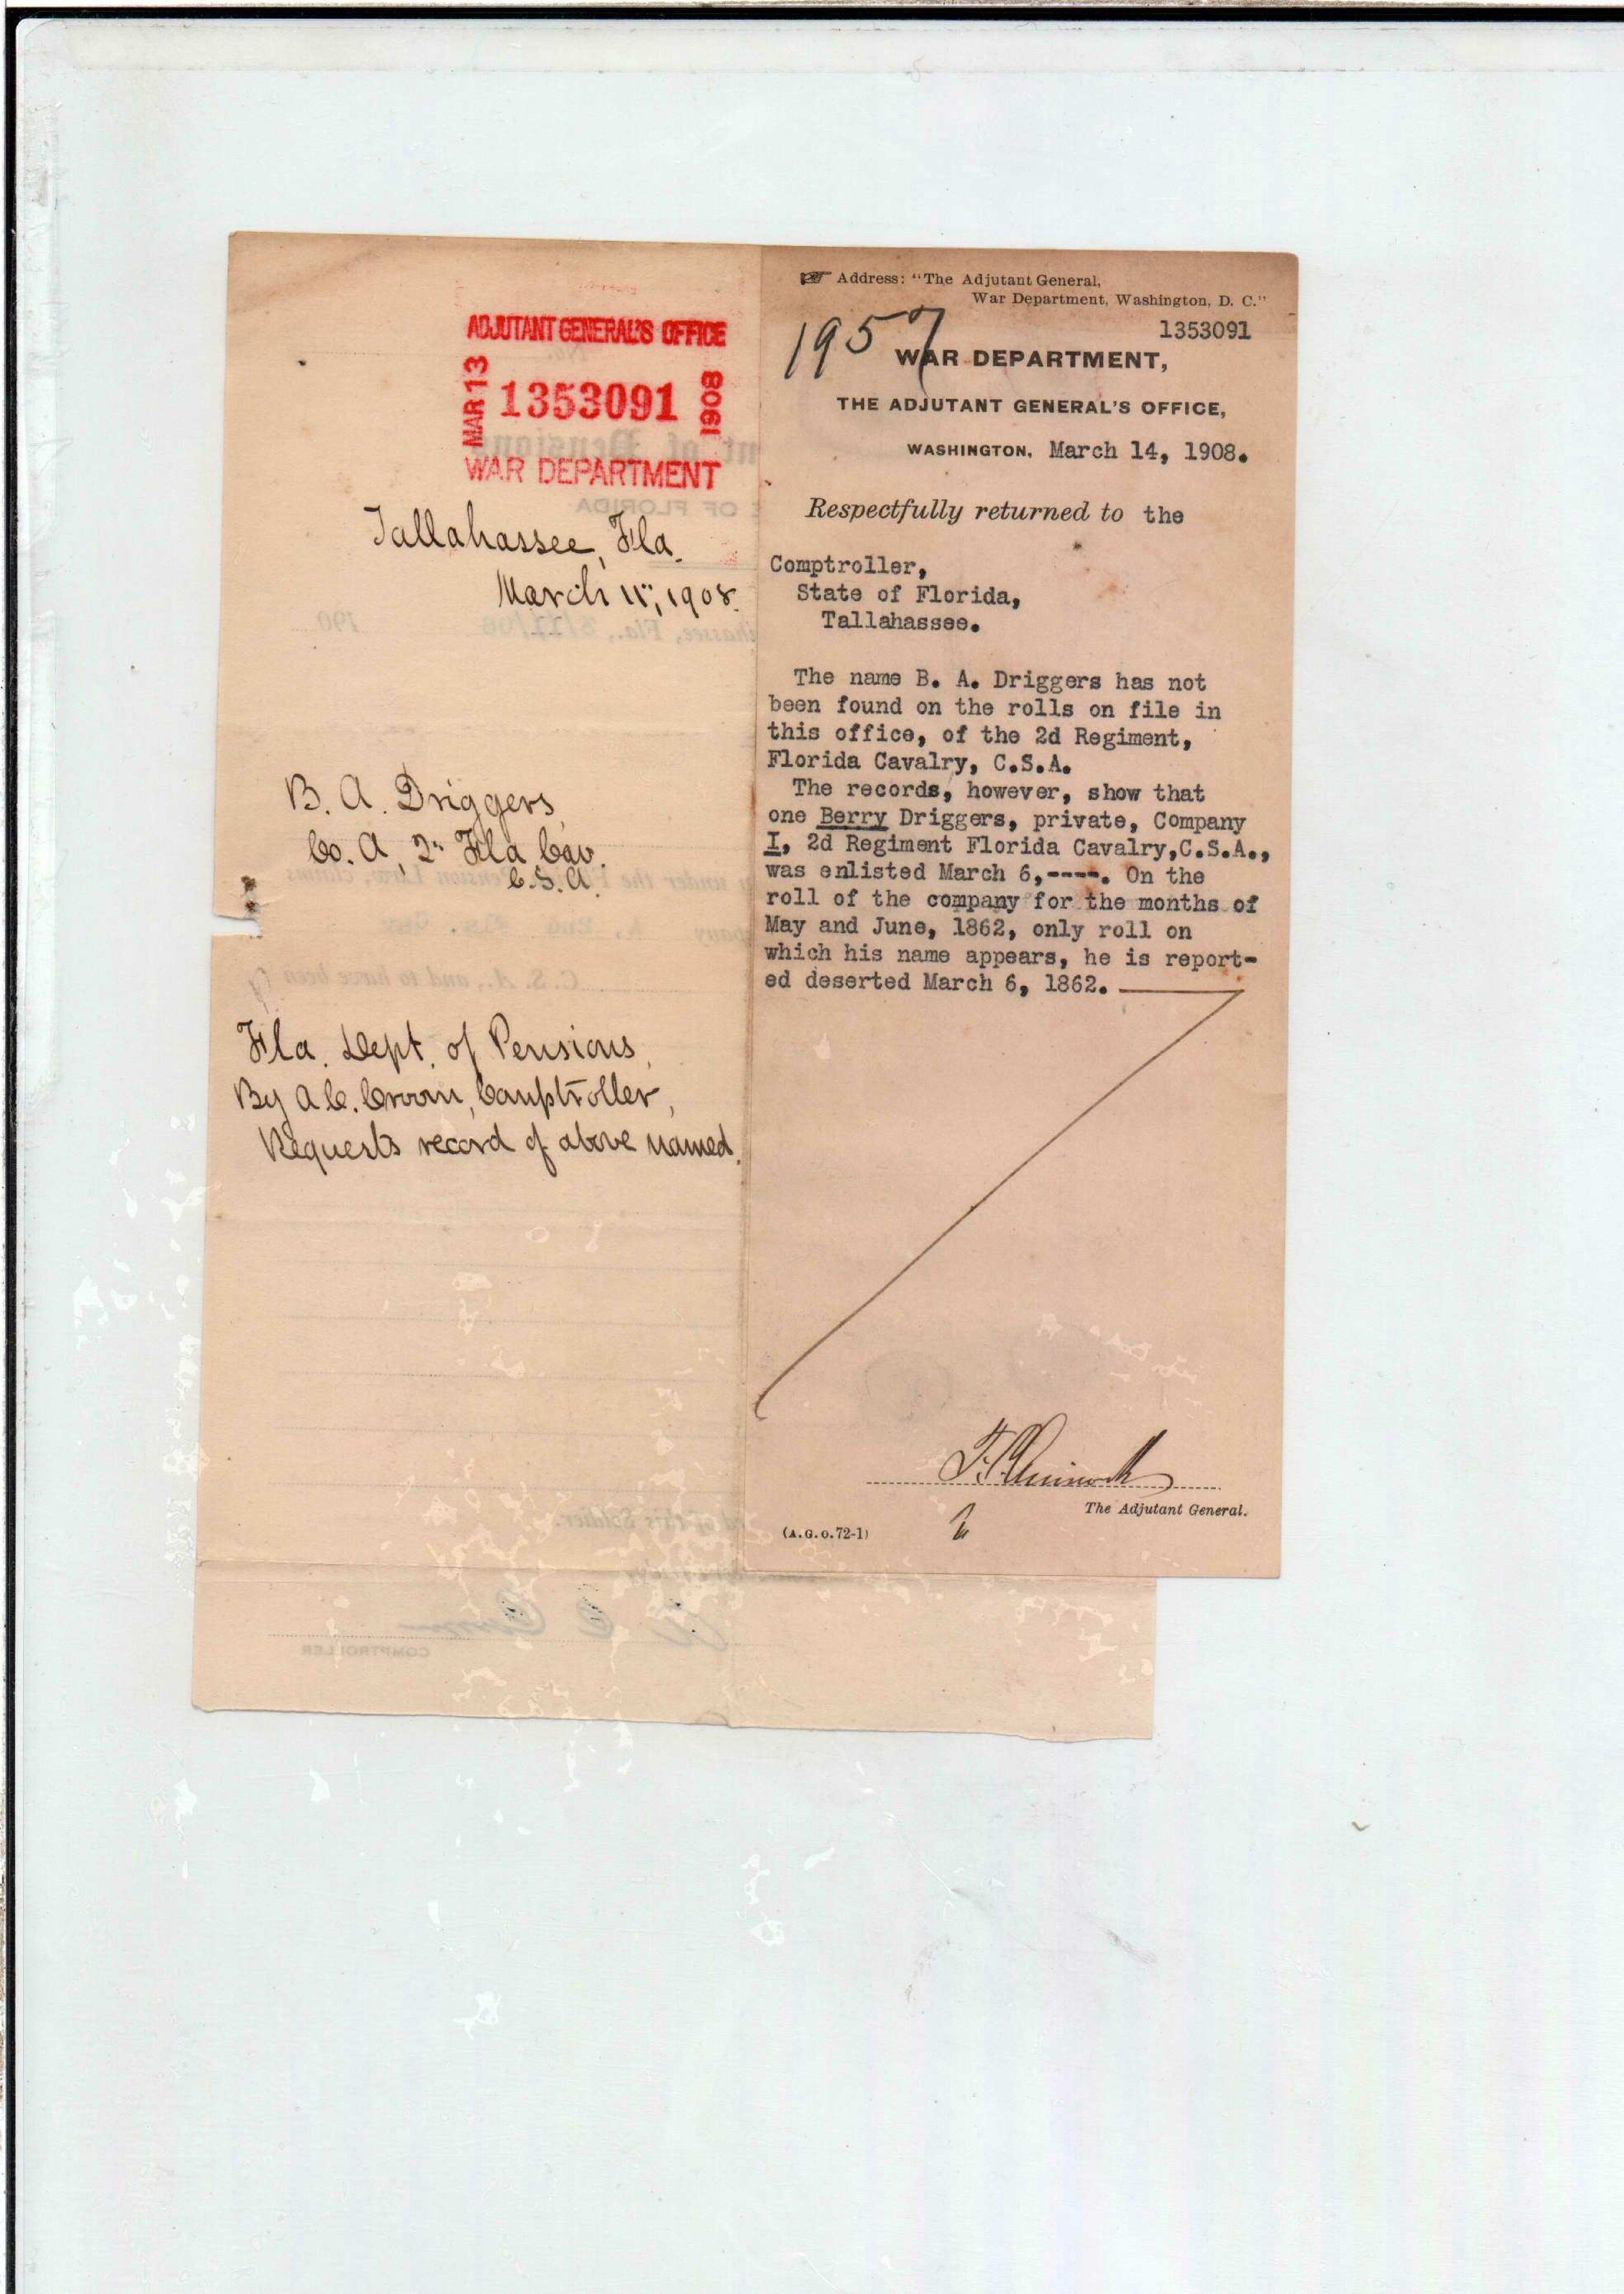 ADJUTANT GENERAL'S OFFICE
MAR 13 1353091 1908
WAR DEPARTMENT
Tallahassee, Fla.
March 11", 1908.
B. A. Driggers,
Co. A, 2" Fla Cav.
C.S.A.
Fla. Dept. of Pensions,
By A. C. Croom, Comptroller,
Requests record of above named.
Address: "The Adjutant General,
War Department, Washington, D. C."
1353091
1957
WAR DEPARTMENT,
THE ADJUTANT GENERAL'S OFFICE,
WASHINGTON, March 14, 1908.
Respectfully returned to the
Comptroller,
State of Florida,
Tallahassee.
The name B. A. Driggers has not
been found on the rolls on file in
this office, of the 2d Regiment,
Florida Cavalry, C.S.A.
The records, however, show that
one Berry Driggers, private, Company
I, 2d Regiment Florida Cavalry,C.S.A.,
was enlisted March 6,----. On the
roll of the company for the months of
May and June, 1862, only roll on
which his name appears, he is report-
ed deserted March 6, 1862.
The Adjutant General.
(A.G.O.72-1)
COMPTROLLER